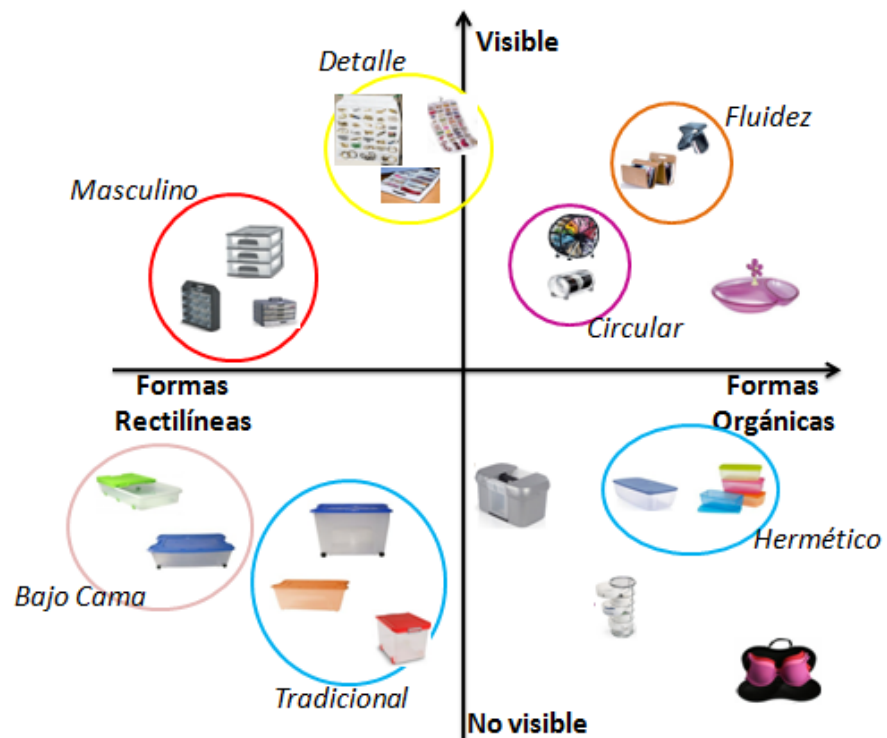 Visible
Detalle
Fluidez
Masculino
Circular
Formas
Rectilíneas
Formas
Orgánicas
Hermético
Bajo Cama
Tradicional
No visible